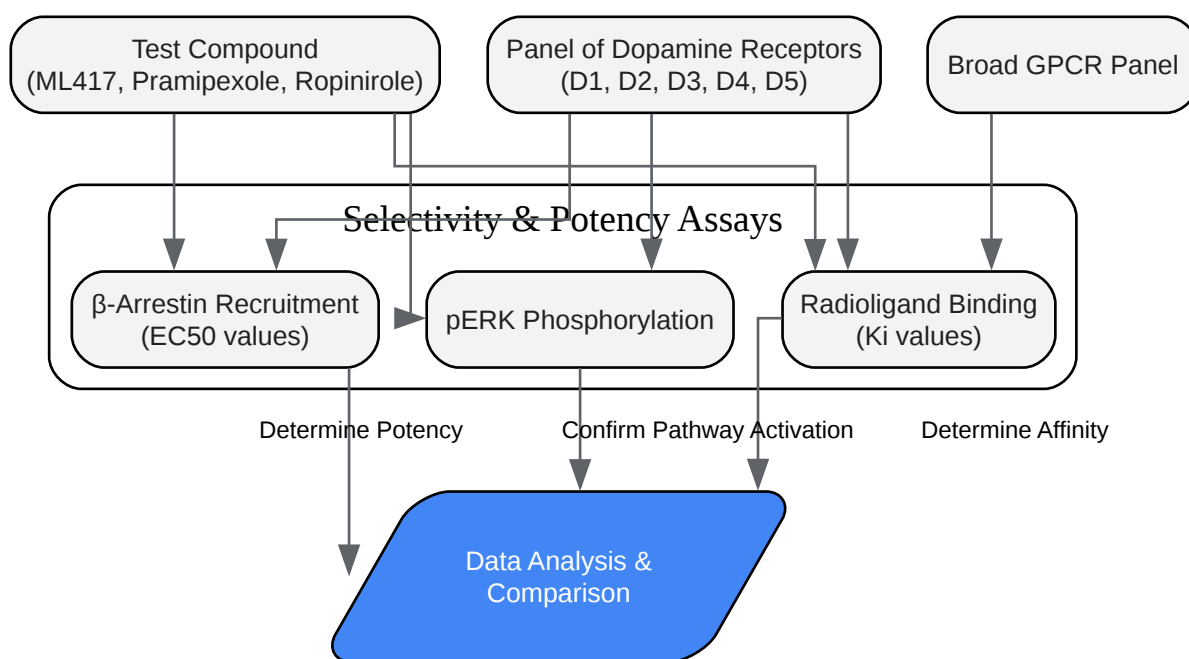 Test Compound
(ML417, Pramipexole, Ropinirole)
Panel of Dopamine Receptors
(D1, D2, D3, D4, D5)
Broad GPCR Panel
Selectivity & Potency Assays
β-Arrestin Recruitment
(EC50 values)
pERK Phosphorylation
Radioligand Binding
(Ki values)
Determine Potency
Confirm Pathway Activation
Determine Affinity
Data Analysis &
Comparison